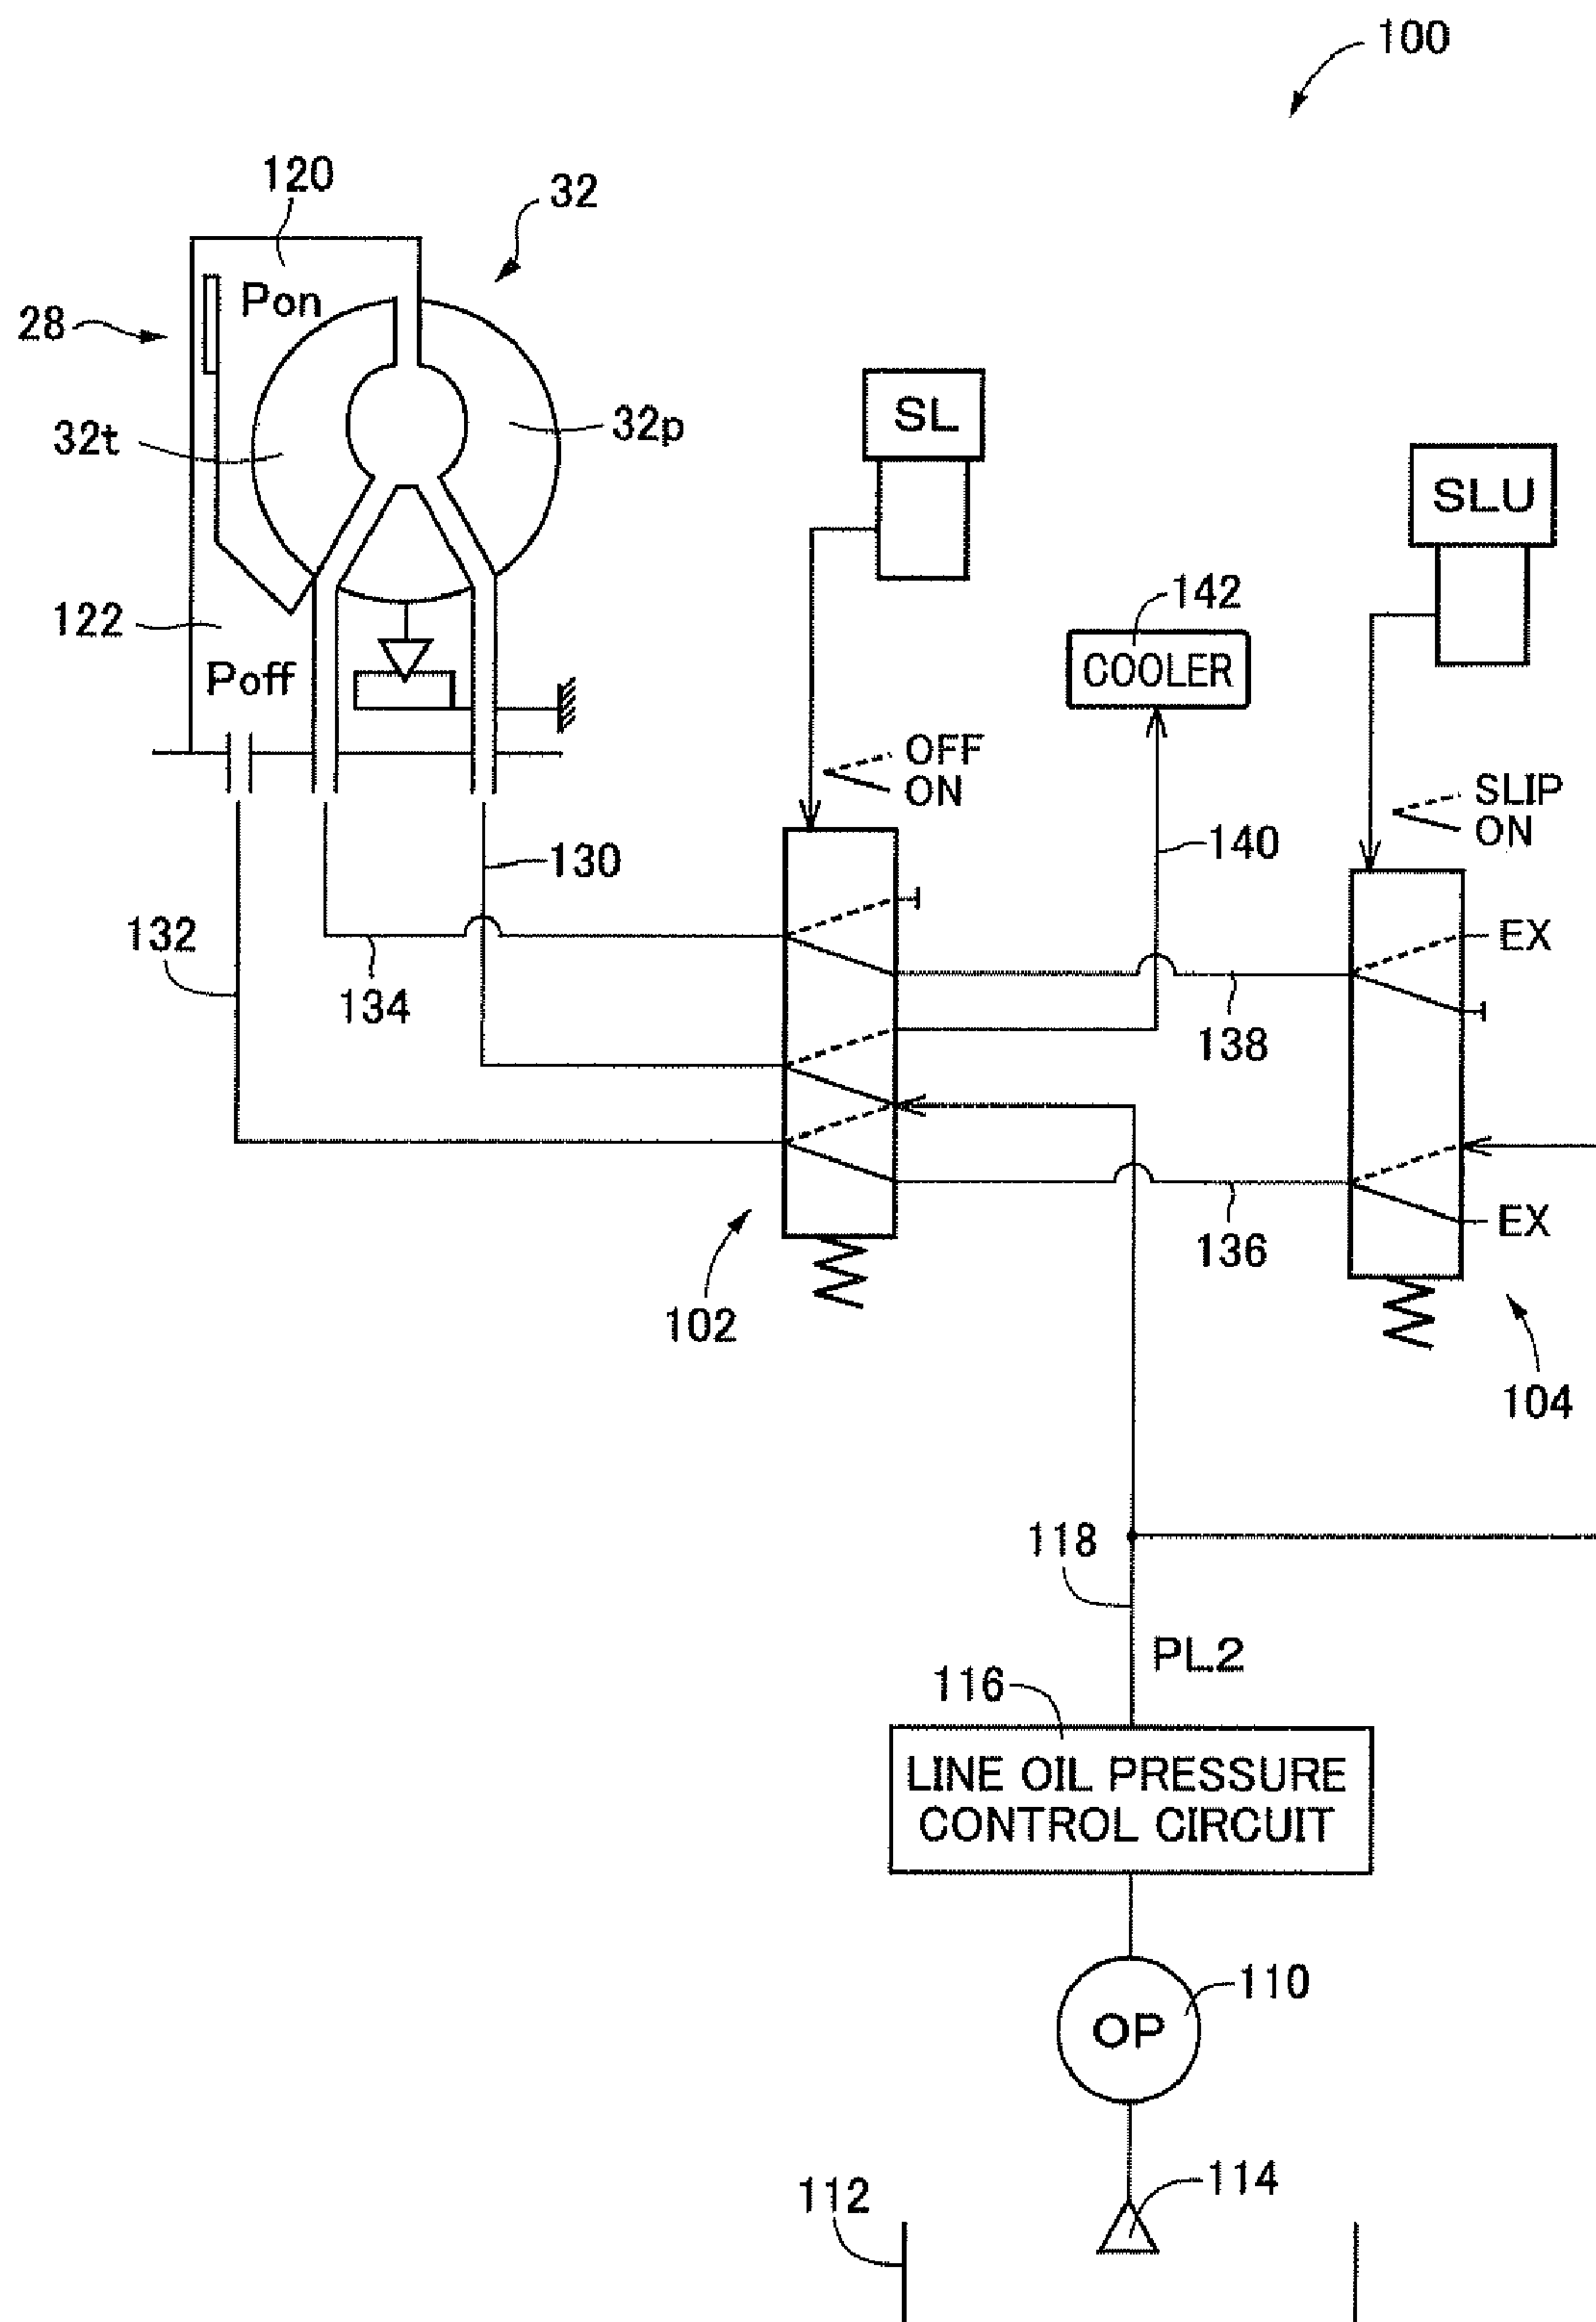 100
120
32
Pon
28
SL
32t
32p
SLU
142
122
COOLER
Poff
OFF
ON
SLIP
ON
130
140
132
EX
134
138
136
EX
102
104
118
PL2
116
LINE OIL PRESSURE
CONTROL CIRCUIT
110
OP
114
112